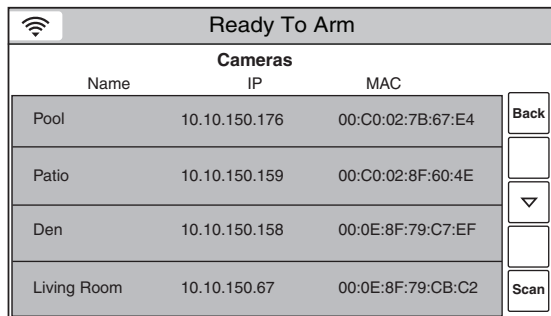 Ready To Arm
Cameras
Name IP MAC
Pool 10.10.150.176 00:C0:02:7B:67:E4
Back
Patio 10.10.150.159 00:C0:02:8F:60:4E
Den 10.10.150.158 00:0E:8F:79:C7:EF
Living Room 10.10.150.67 00:0E:8F:79:CB:C2
Scan